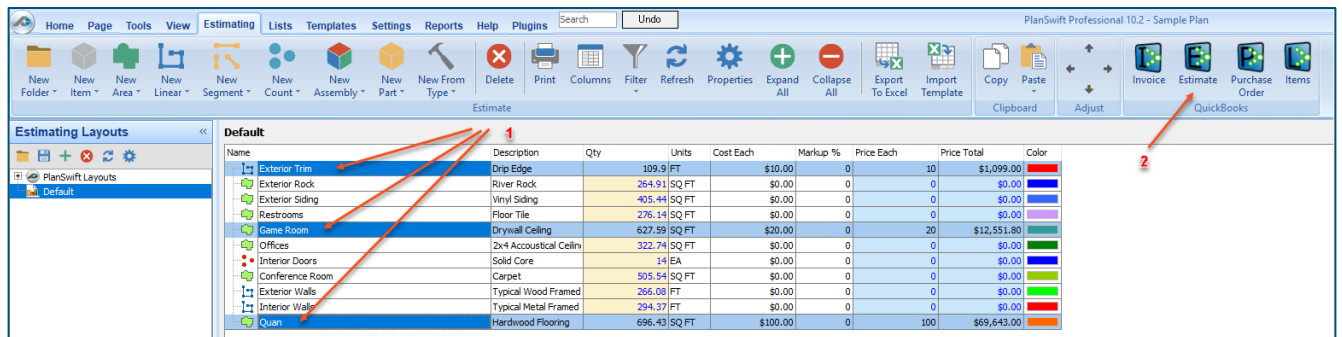 Home Page Tools View Estimating Lists Templates Settings Reports Help Plugins Search Undo PlanSwift Professional 10.2 - Sample Plan
New Folder New Item New Area New Linear New Segment New Count New Assembly New Part New From Type Delete Print Columns Filter Refresh Properties Expand All Collapse All Export To Excel Import Template Copy Paste Invoice Estimate Purchase Order Items
Estimate Clipboard Adjust QuickBooks
Estimating Layouts « Default 1 2
Name Description Qty Units Cost Each Markup % Price Each Price Total Color
Exterior Trim Drip Edge 109.9 FT $10.00 0 10 $1,099.00
PlanSwift Layouts Exterior Rock River Rock 264.91 SQ FT $0.00 0 0 $0.00
Default Exterior Siding Vinyl Siding 405.44 SQ FT $0.00 0 0 $0.00
Restrooms Floor Tile 276.14 SQ FT $0.00 0 0 $0.00
Game Room Drywall Ceiling 627.59 SQ FT $20.00 0 20 $12,551.80
Offices 2x4 Accoustical Ceilin 322.74 SQ FT $0.00 0 0 $0.00
Interior Doors Solid Core 14 EA $0.00 0 0 $0.00
Conference Room Carpet 505.54 SQ FT $0.00 0 0 $0.00
Exterior Walls Typical Wood Framed 266.08 FT $0.00 0 0 $0.00
Interior Walls Typical Metal Framed 294.37 FT $0.00 0 0 $0.00
Quan Hardwood Flooring 696.43 SQ FT $100.00 0 100 $69,643.00